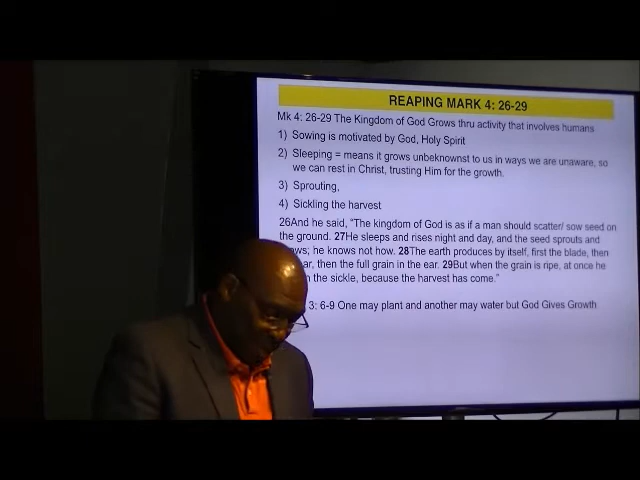 REAPING MARK 4: 26-29
Mk 4: 26-29 The Kingdom of God Grows thru activity that involves humans
1) Sowing is motivated by God, Holy Spirit
2) Sleeping = means it grows unbeknownst to us in ways we are unaware, so
we can rest in Christ, trusting Him for the growth.
3) Sprouting,
4) Sickling the harvest
26And he said, "The kingdom of God is as if a man should scatter/ sow seed on
the ground. 27He sleeps and rises night and day, and the seed sprouts and
ows; he knows not how. 28The earth produces by itself, first the blade, then
ar, then the full grain in the ear. 29But when the grain is ripe, at once he
the sickle, because the harvest has come."
3: 6-9 One may plant and another may water but God Gives Growth